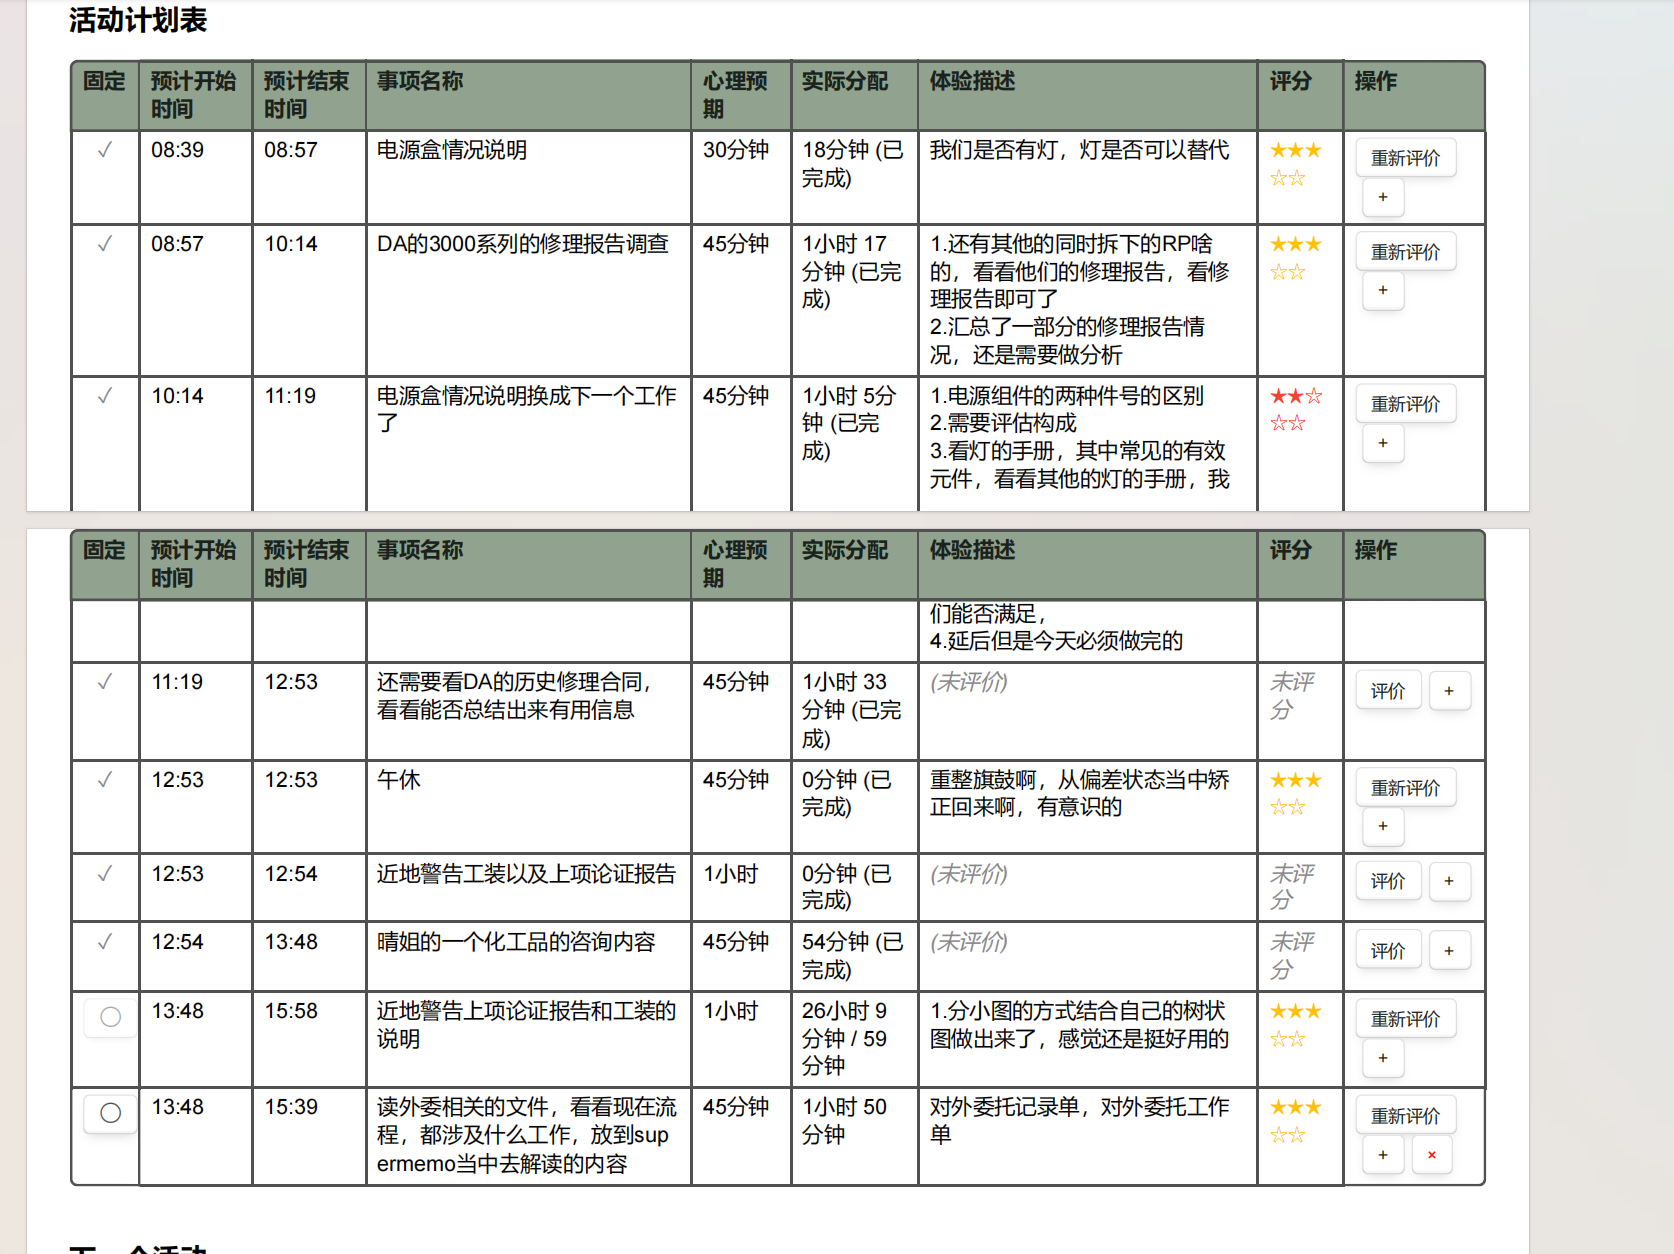 活动计划表
固定 预计开始时间 预计结束时间 事项名称 心理预期 实际分配 体验描述 评分 操作
✓ 08:39 08:57 电源盒情况说明 30分钟 18分钟 (已完成) 我们是否有灯，灯是否可以替代 ★★★☆☆ 重新评价 +
✓ 08:57 10:14 DA的3000系列的修理报告调查 45分钟 1小时 17分钟 (已完成) 1.还有其他的同时拆下的RP啥的，看看他们的修理报告，看修理报告即可了
2.汇总了一部分的修理报告情况，还是需要做分析 ★★★☆☆ 重新评价 +
✓ 10:14 11:19 电源盒情况说明换成下一个工作了 45分钟 1小时 5分钟 (已完成) 1.电源组件的两种件号的区别
2.需要评估构成
3.看灯的手册，其中常见的有效元件，看看其他的灯的手册，我 ★★☆☆☆ 重新评价 +
固定 预计开始时间 预计结束时间 事项名称 心理预期 实际分配 体验描述 评分 操作
们能否满足，
4.延后但是今天必须做完的
✓ 11:19 12:53 还需要看DA的历史修理合同，看看能否总结出来有用信息 45分钟 1小时 33分钟 (已完成) (未评价) 未评分 评价 +
✓ 12:53 12:53 午休 45分钟 0分钟 (已完成) 重整旗鼓啊，从偏差状态当中矫正回来啊，有意识的 ★★★☆☆ 重新评价 +
✓ 12:53 12:54 近地警告工装以及上项论证报告 1小时 0分钟 (已完成) (未评价) 未评分 评价 +
✓ 12:54 13:48 晴姐的一个化工品的咨询内容 45分钟 54分钟 (已完成) (未评价) 未评分 评价 +
○ 13:48 15:58 近地警告上项论证报告和工装的说明 1小时 26小时 9分钟 / 59分钟 1.分小图的方式结合自己的树状图做出来了，感觉还是挺好用的 ★★★☆☆ 重新评价 +
○ 13:48 15:39 读外委相关的文件，看看现在流程，都涉及什么工作，放到supermemo当中去解读的内容 45分钟 1小时 50分钟 对外委托记录单，对外委托工作单 ★★★☆☆ 重新评价 + ×
下一个活动